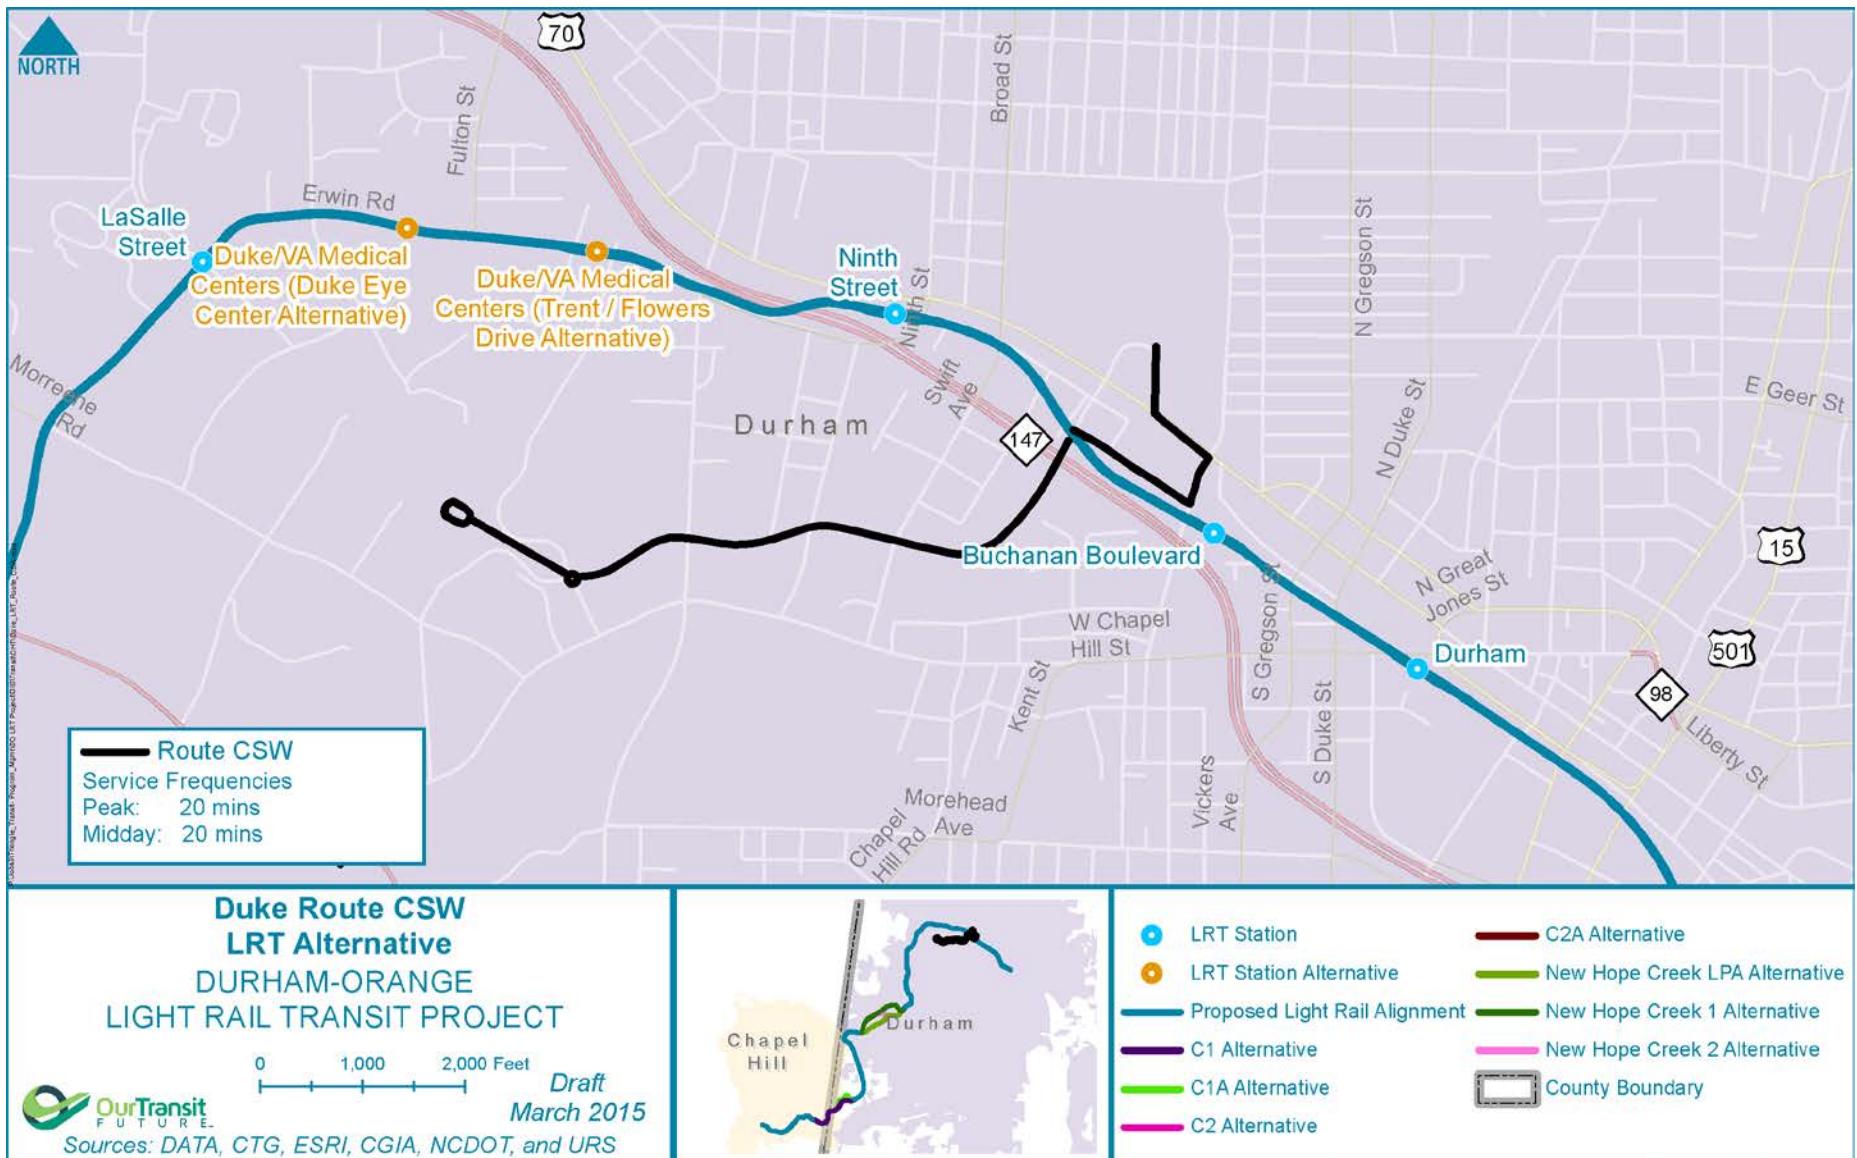 NORTH
70
Broad St
Fulton St
Erwin Rd
LaSalle
Street
Duke/VA Medical
Centers (Duke Eye
Center Alternative)
Duke/VA Medical
Centers (Trent / Flowers
Drive Alternative)
Ninth
Street
Ninth St
N Gregson St
Morreene
Rd
Swift
Ave
Durham
147
N Duke St
E Geer St
15
Buchanan Boulevard
N Great
Jones St
W Chapel
Hill St
S Gregson St
Kent St
Durham
501
98
S Duke St
Liberty St
Vickers
Ave
Morehead
Ave
Chapel
Hill Rd
Route CSW
Service Frequencies
Peak: 20 mins
Midday: 20 mins
Duke Route CSW
LRT Alternative
DURHAM-ORANGE
LIGHT RAIL TRANSIT PROJECT
0 1,000 2,000 Feet
Draft
March 2015
OurTransit
FUTURE
Sources: DATA, CTG, ESRI, CGIA, NCDOT, and URS
Chapel
Hill
Durham
LRT Station
LRT Station Alternative
Proposed Light Rail Alignment
C1 Alternative
C1A Alternative
C2 Alternative
C2A Alternative
New Hope Creek LPA Alternative
New Hope Creek 1 Alternative
New Hope Creek 2 Alternative
County Boundary